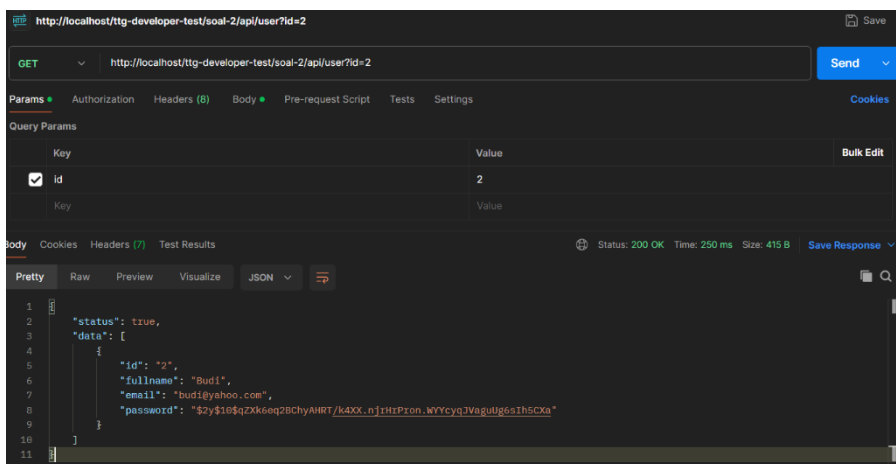 HTTP http://localhost/ttg-developer-test/soal-2/api/user?id=2 Save
GET http://localhost/ttg-developer-test/soal-2/api/user?id=2 Send
Params Authorization Headers (8) Body Pre-request Script Tests Settings Cookies
Query Params
Key Value Bulk Edit
id 2
Key Value
Body Cookies Headers (7) Test Results Status: 200 OK Time: 250 ms Size: 415 B Save Response
Pretty Raw Preview Visualize JSON
1 {
2 "status": true,
3 "data": [
4 {
5 "id": "2",
6 "fullname": "Budi",
7 "email": "budi@yahoo.com",
8 "password": "$2y$10$qZXk6eq2BChyAHRT/k4XX.njrHrPron.WYYcyqJVaguUg6sIh5CXa"
9 }
10 ]
11 }